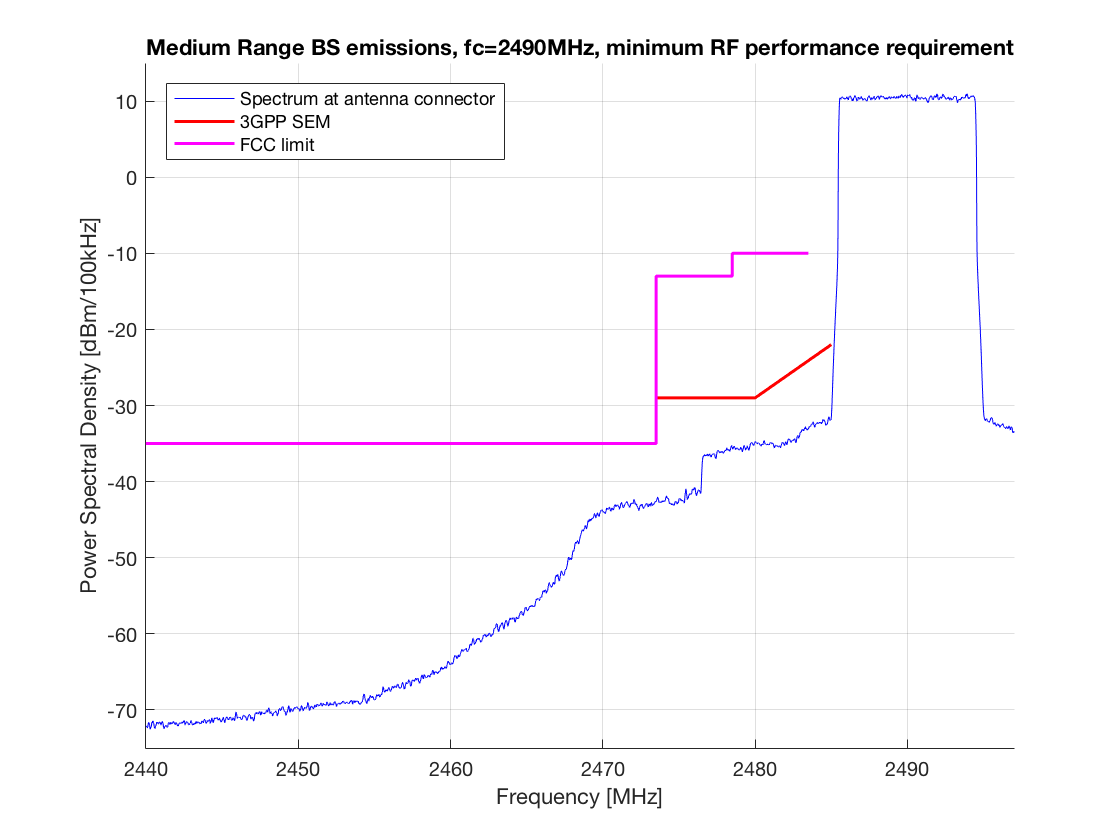 Medium Range BS emissions, fc=2490MHz, minimum RF performance requirement
Spectrum at antenna connector
3GPP SEM
FCC limit
Power Spectral Density [dBm/100kHz]
10
0
-10
-20
-30
-40
-50
-60
-70
2440 2450 2460 2470 2480 2490
Frequency [MHz]